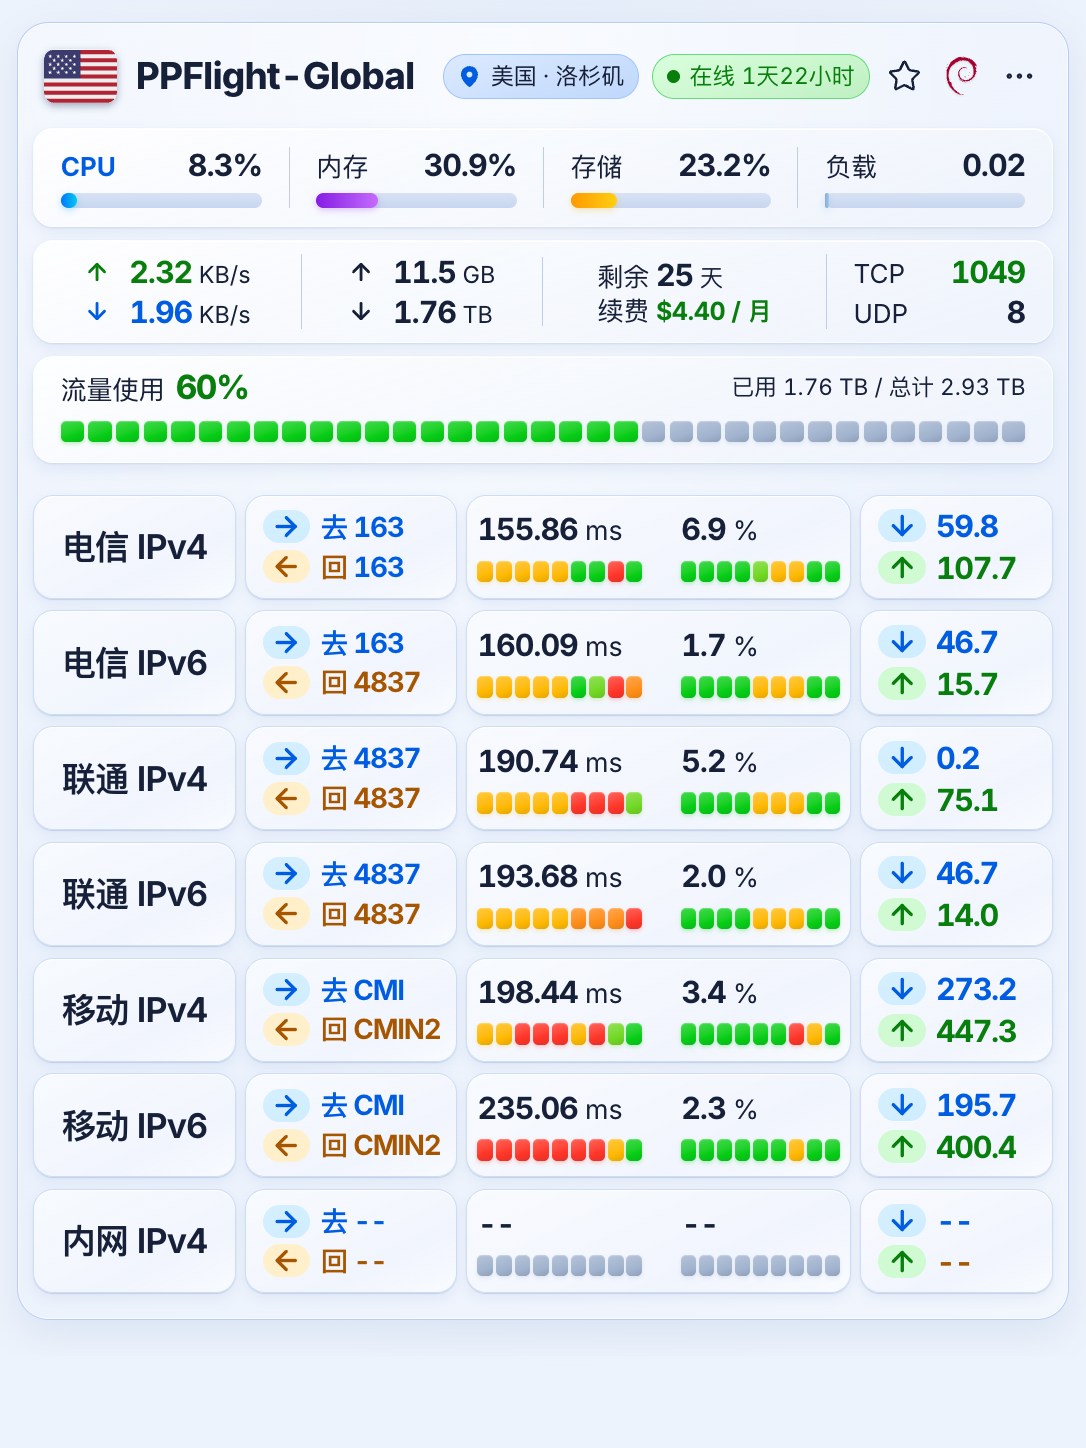 PPFlight-Global 美国 · 洛杉矶 在线 1天22小时
CPU 8.3% 内存 30.9% 存储 23.2% 负载 0.02
↑ 2.32 KB/s ↑ 11.5 GB 剩余 25 天 TCP 1049
↓ 1.96 KB/s ↓ 1.76 TB 续费 $4.40 / 月 UDP 8
流量使用 60% 已用 1.76 TB / 总计 2.93 TB
电信 IPv4
→ 去 163
← 回 163
155.86 ms 6.9 %
↓ 59.8
↑ 107.7
电信 IPv6
→ 去 163
← 回 4837
160.09 ms 1.7 %
↓ 46.7
↑ 15.7
联通 IPv4
→ 去 4837
← 回 4837
190.74 ms 5.2 %
↓ 0.2
↑ 75.1
联通 IPv6
→ 去 4837
← 回 4837
193.68 ms 2.0 %
↓ 46.7
↑ 14.0
移动 IPv4
→ 去 CMI
← 回 CMIN2
198.44 ms 3.4 %
↓ 273.2
↑ 447.3
移动 IPv6
→ 去 CMI
← 回 CMIN2
235.06 ms 2.3 %
↓ 195.7
↑ 400.4
内网 IPv4
→ 去 --
← 回 --
-- --
↓ --
↑ --